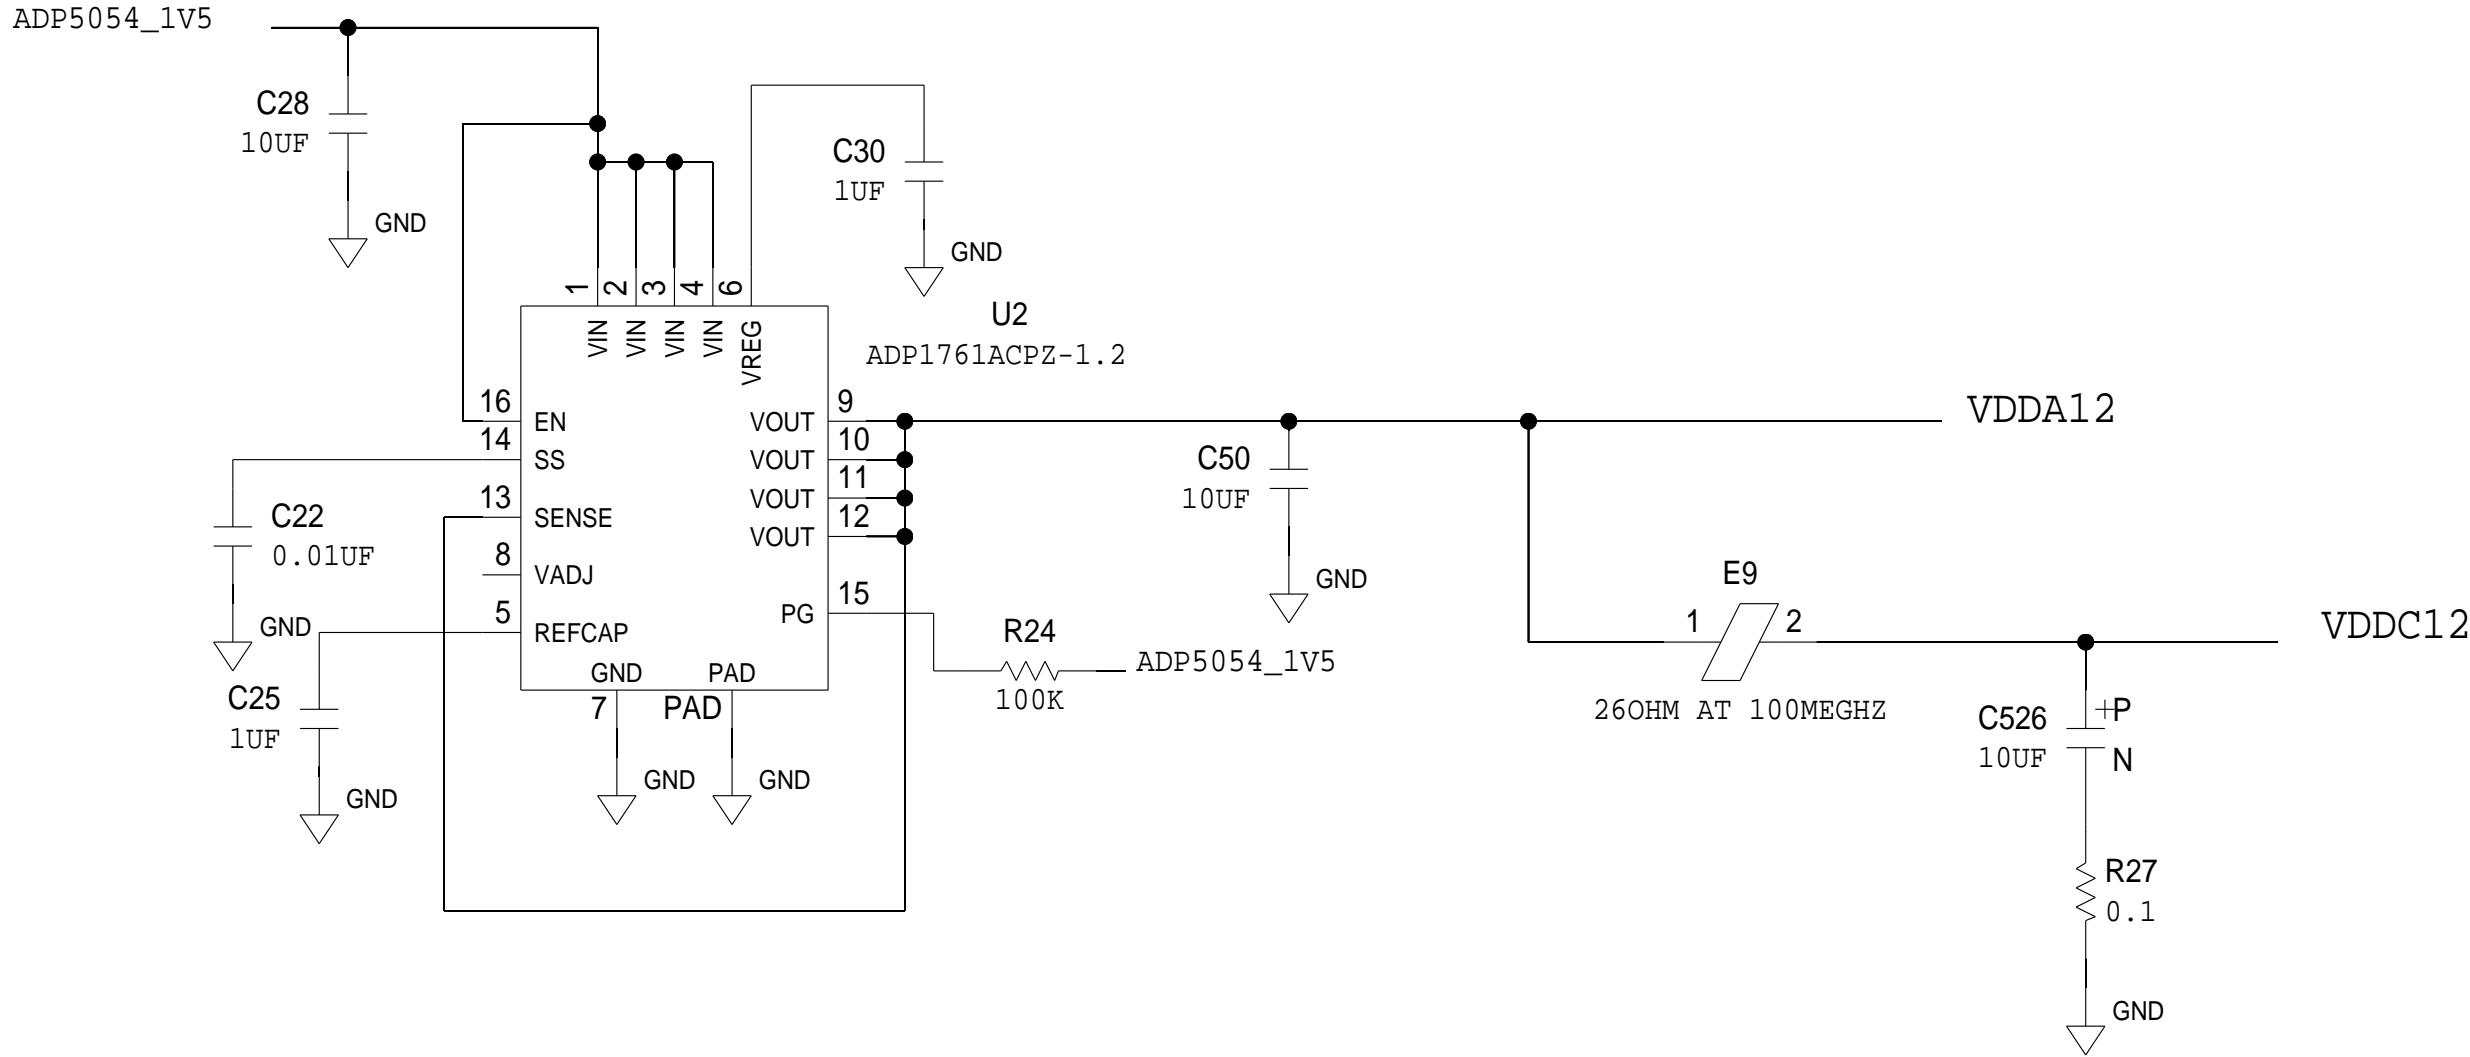 ADP5054_1V5
C28
10UF
GND
C30
1UF
GND
U2
ADP1761ACPZ-1.2
1
2
3
4
6
VIN
VIN
VIN
VIN
VREG
16
EN
14
SS
13
SENSE
8
VADJ
5
REFCAP
VOUT
9
VOUT
10
VOUT
11
VOUT
12
PG
15
GND
PAD
7
PAD
GND
GND
C22
0.01UF
GND
C25
1UF
GND
R24
100K
ADP5054_1V5
C50
10UF
GND
VDDA12
E9
1
2
26OHM AT 100MEGHZ
VDDC12
C526
10UF
+P
N
R27
0.1
GND